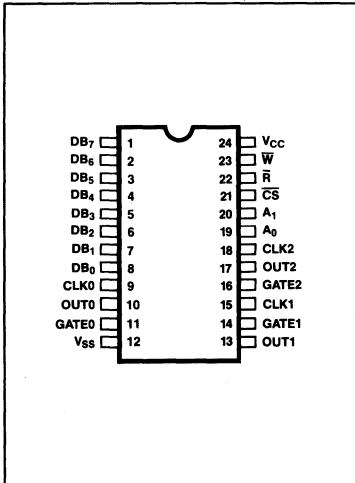 DB7 1 24 VCC
DB6 2 23 W̅
DB5 3 22 R̅
DB4 4 21 C̅S̅
DB3 5 20 A1
DB2 6 19 A0
DB1 7 18 CLK2
DB0 8 17 OUT2
CLK0 9 16 GATE2
OUT0 10 15 CLK1
GATE0 11 14 GATE1
VSS 12 13 OUT1